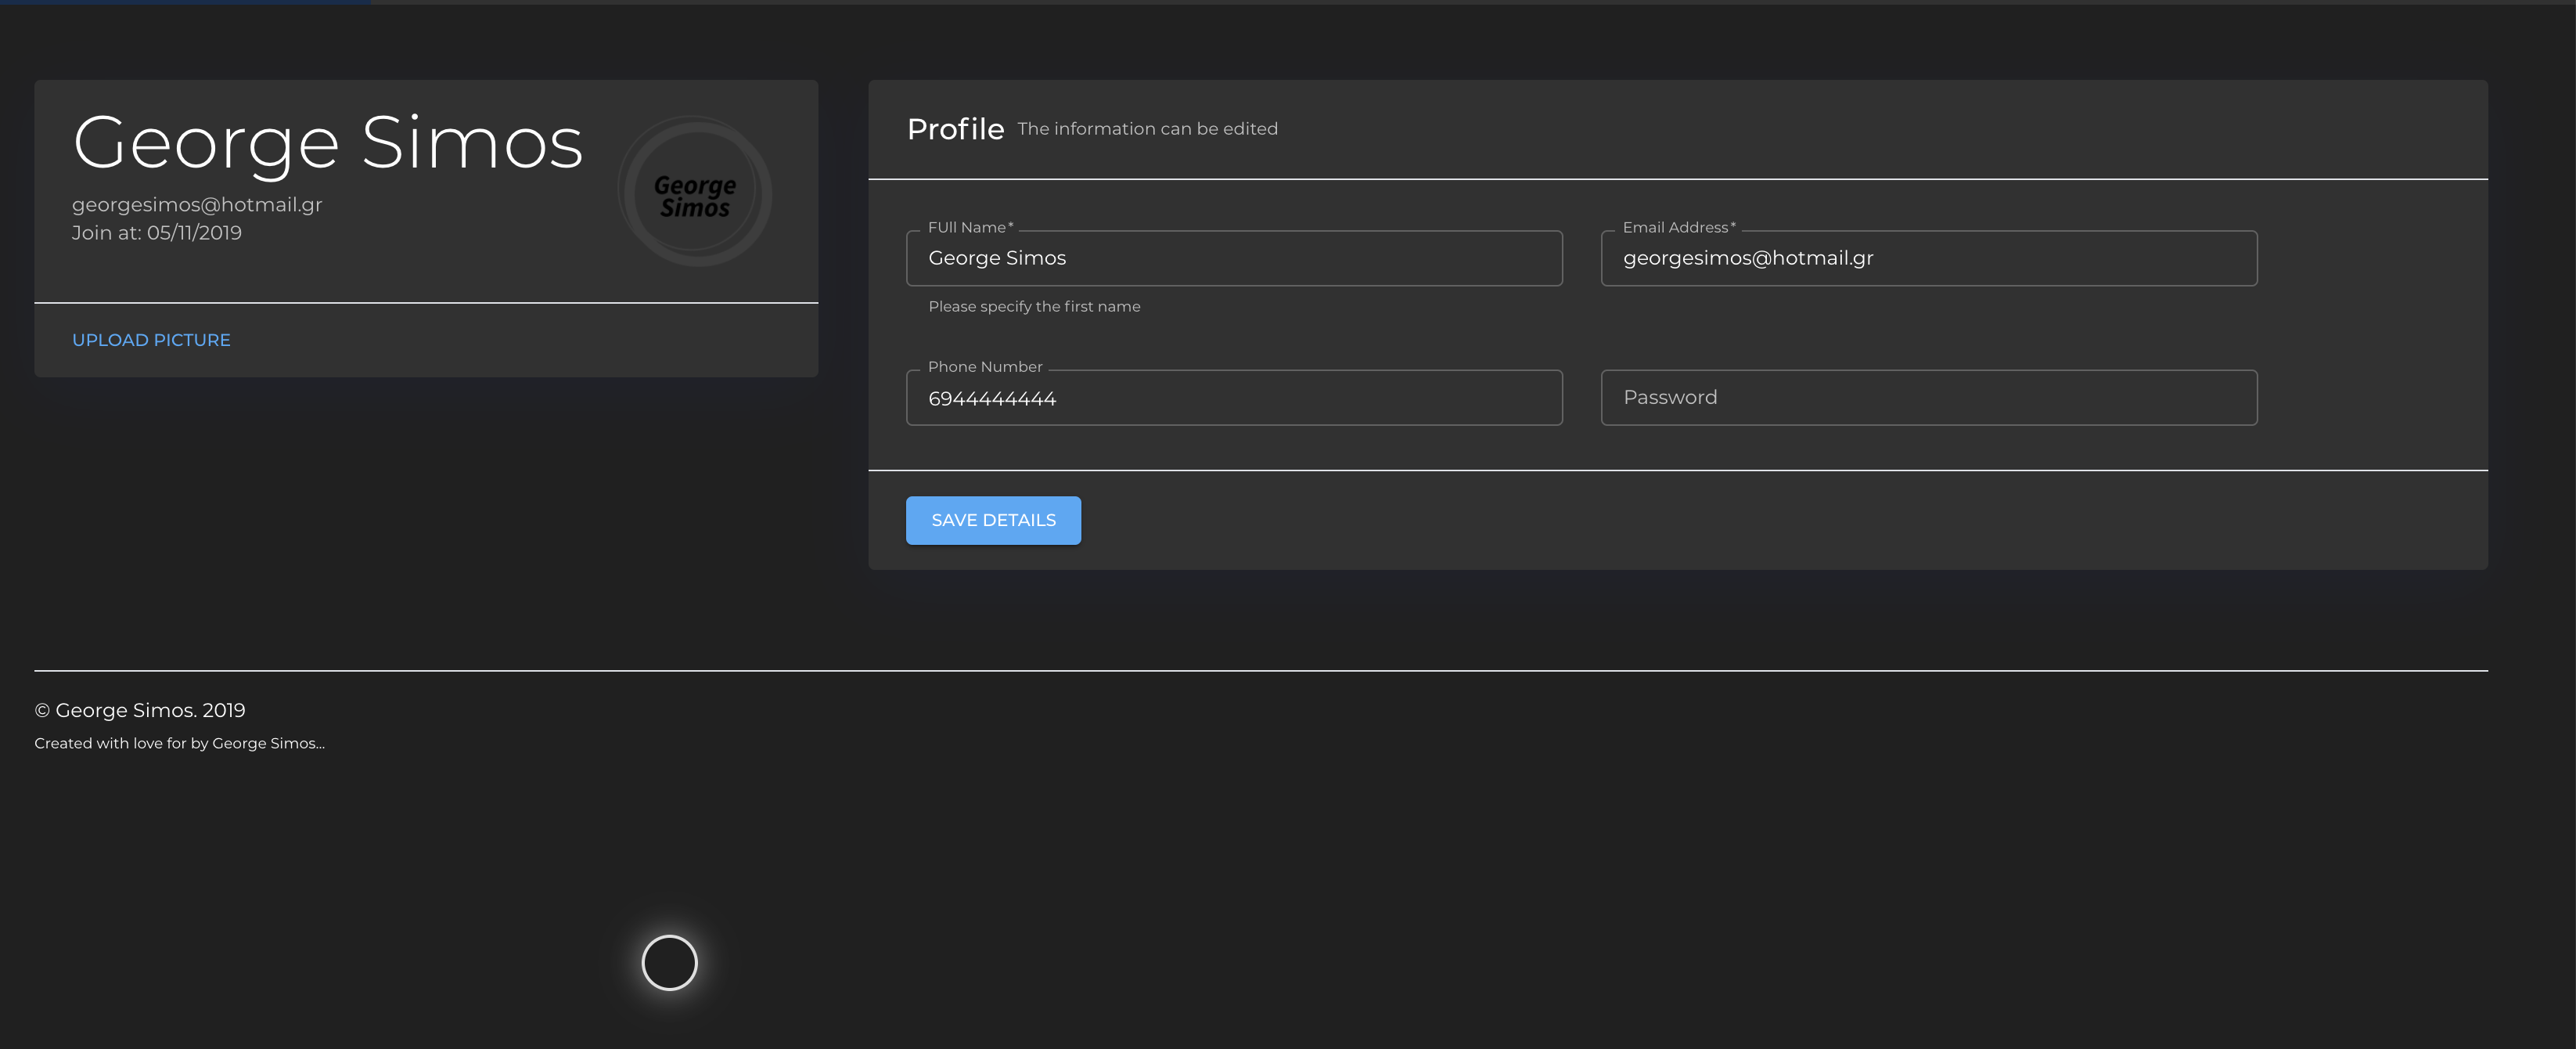 George Simos
georgesimos@hotmail.gr
Join at: 05/11/2019
George
Simos
UPLOAD PICTURE
Profile The information can be edited
FUll Name *
George Simos
Please specify the first name
Email Address *
georgesimos@hotmail.gr
Phone Number
6944444444
Password
SAVE DETAILS
© George Simos. 2019
Created with love for by George Simos...